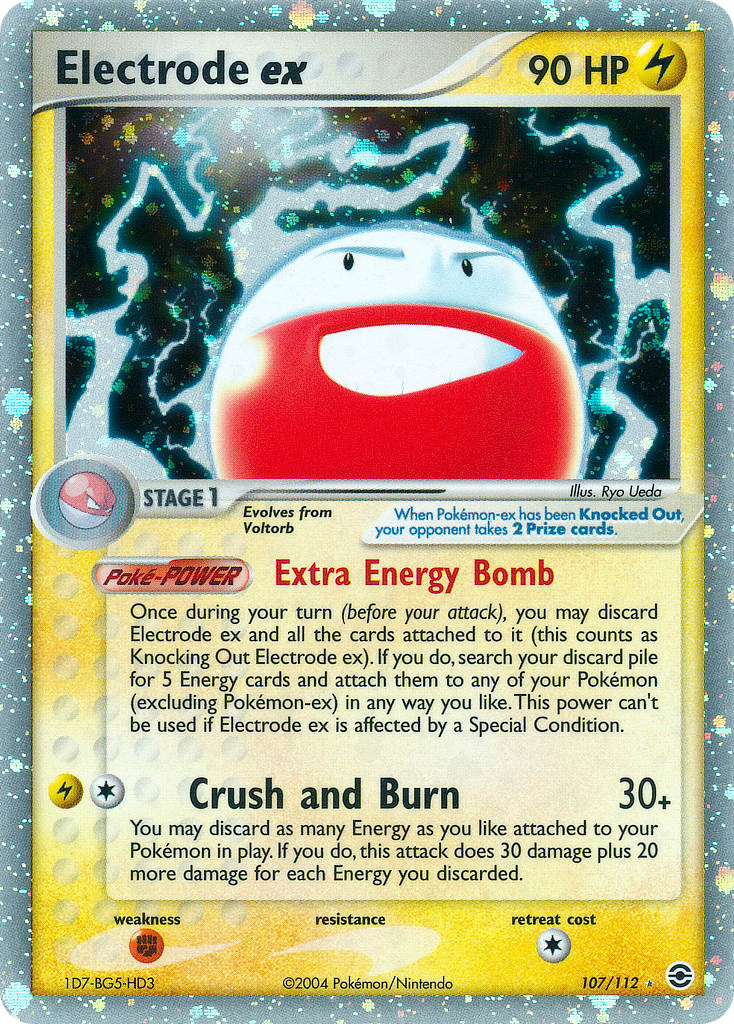 Electrode ex
90 HP
Illus. Ryo Ueda
STAGE 1
Evolves from
Voltorb
When Pokémon-ex has been Knocked Out,
your opponent takes 2 Prize cards.
Poké-POWER
Extra Energy Bomb
Once during your turn (before your attack), you may discard
Electrode ex and all the cards attached to it (this counts as
Knocking Out Electrode ex). If you do, search your discard pile
for 5 Energy cards and attach them to any of your Pokémon
(excluding Pokémon-ex) in any way you like. This power can't
be used if Electrode ex is affected by a Special Condition.
Crush and Burn
30+
You may discard as many Energy as you like attached to your
Pokémon in play. If you do, this attack does 30 damage plus 20
more damage for each Energy you discarded.
weakness
resistance
retreat cost
1D7-BG5-HD3
©2004 Pokémon/Nintendo
107/112